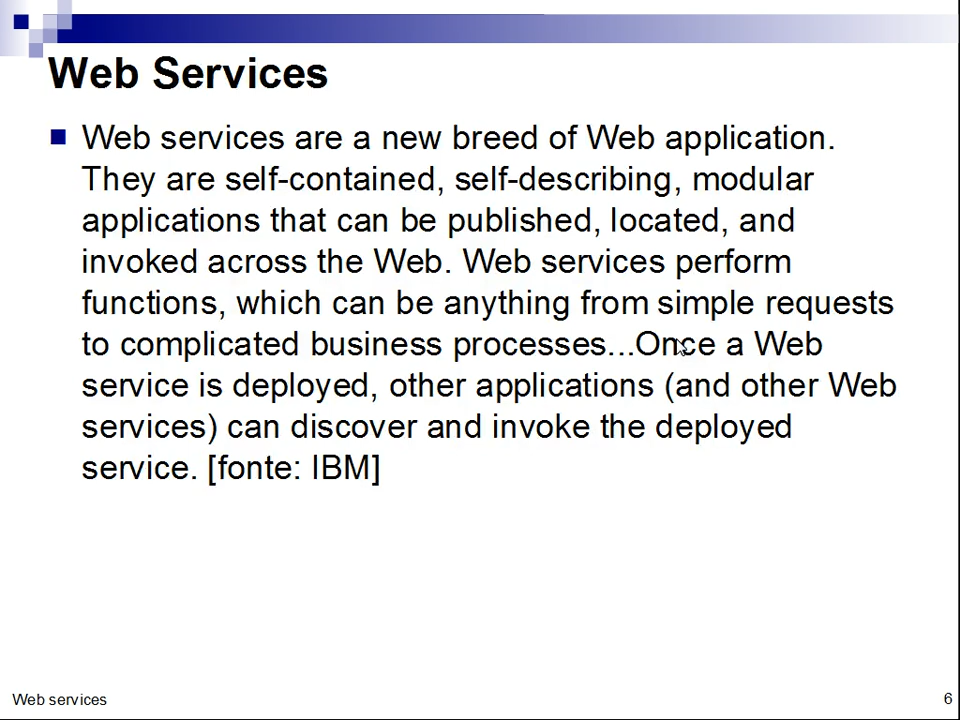 Web Services
Web services are a new breed of Web application.
They are self-contained, self-describing, modular
applications that can be published, located, and
invoked across the Web. Web services perform
functions, which can be anything from simple requests
to complicated business processes...Once a Web
service is deployed, other applications (and other Web
services) can discover and invoke the deployed
service. [fonte: IBM]
Web services
6